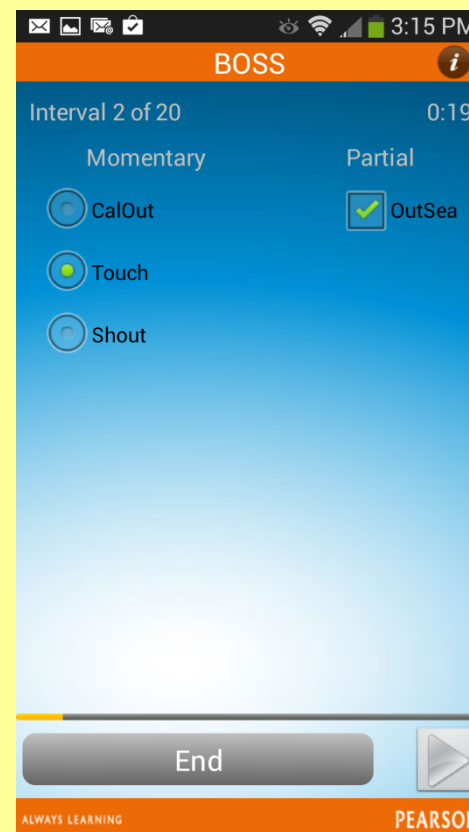 3:15 PM
BOSS
i
Interval 2 of 20 0:19
Momentary Partial
CalOut OutSea
Touch
Shout
End
ALWAYS LEARNING PEARSON